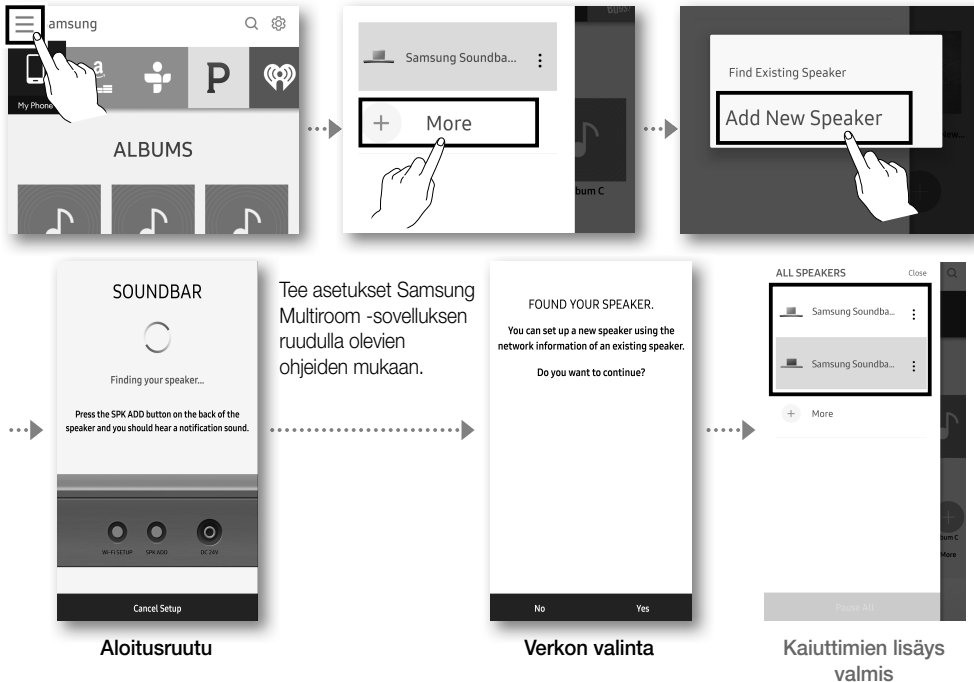 amsung
a
P
My Phone
ALBUMS
Samsung Soundba...
More
bum C
Find Existing Speaker
Add New Speaker
SOUNDBAR
Finding your speaker...
Press the SPK ADD button on the back of the
speaker and you should hear a notification sound.
WI-FI SETUP SPK ADD DC 24V
Cancel Setup
Tee asetukset Samsung
Multiroom -sovelluksen
ruudulla olevien
ohjeiden mukaan.
FOUND YOUR SPEAKER.
You can set up a new speaker using the
network information of an existing speaker.
Do you want to continue?
No Yes
ALL SPEAKERS Close
Samsung Soundba...
Samsung Soundba...
More
bum C
More
Pause All
Aloitusruutu
Verkon valinta
Kaiuttimien lisäys
valmis